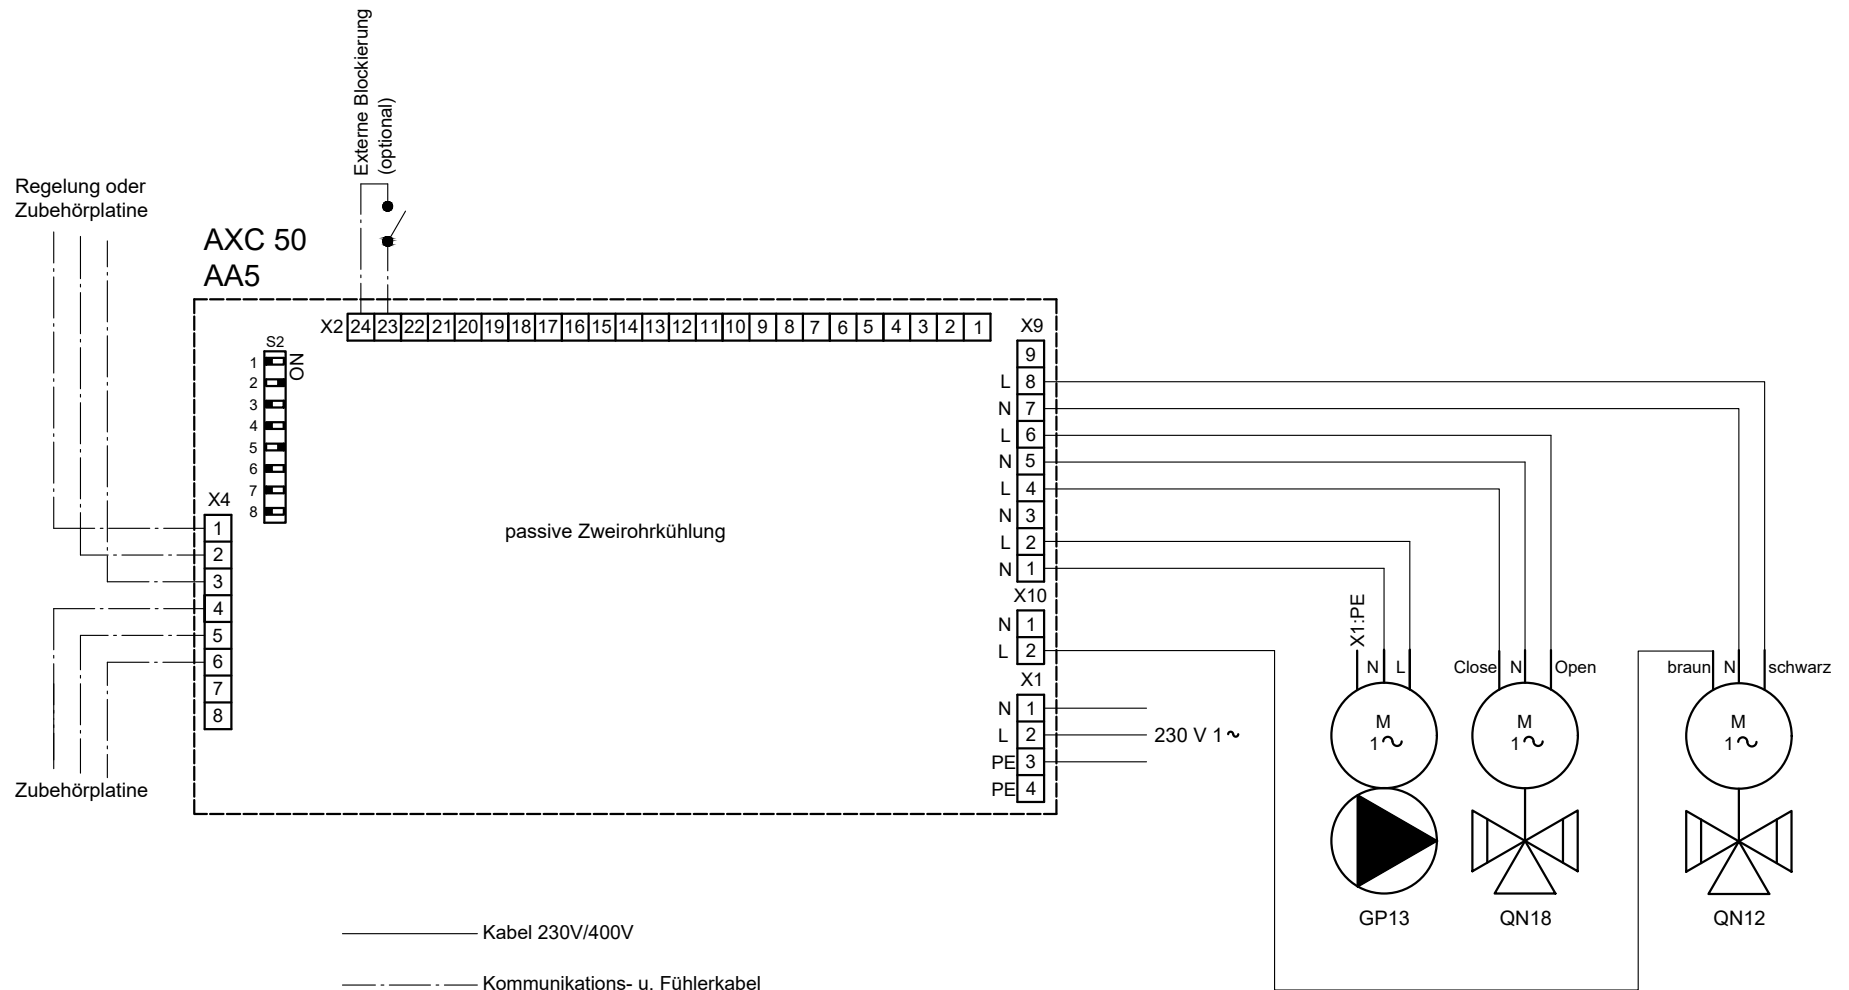 Externe Blockierung
(optional)
Regelung oder
Zubehörplatine
AXC 50
AA5
X2 24 23 22 21 20 19 18 17 16 15 14 13 12 11 10 9 8 7 6 5 4 3 2 1
S2
ON
1
2
3
4
5
6
7
8
X4
1
2
3
4
5
6
7
8
passive Zweirohrkühlung
X9
9
L 8
N 7
L 6
N 5
L 4
N 3
L 2
N 1
X10
N 1
L 2
X1
N 1
L 2
PE 3
PE 4
230 V 1~
X1:PE
N L
Close N Open
braun N schwarz
M
1~
M
1~
M
1~
GP13
QN18
QN12
Zubehörplatine
Kabel 230V/400V
Kommunikations- u. Fühlerkabel